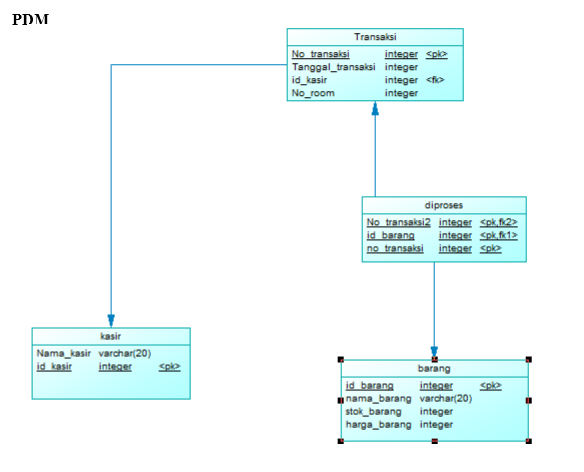 PDM
Transaksi
No_transaksi integer <pk>
Tanggal_transaksi integer
id_kasir integer <fk>
No_room integer
diproses
No_transaksi2 integer <pk,fk2>
id_barang integer <pk,fk1>
no_transaksi integer <pk>
kasir
Nama_kasir varchar(20)
id_kasir integer <pk>
barang
id_barang integer <pk>
nama_barang varchar(20)
stok_barang integer
harga_barang integer